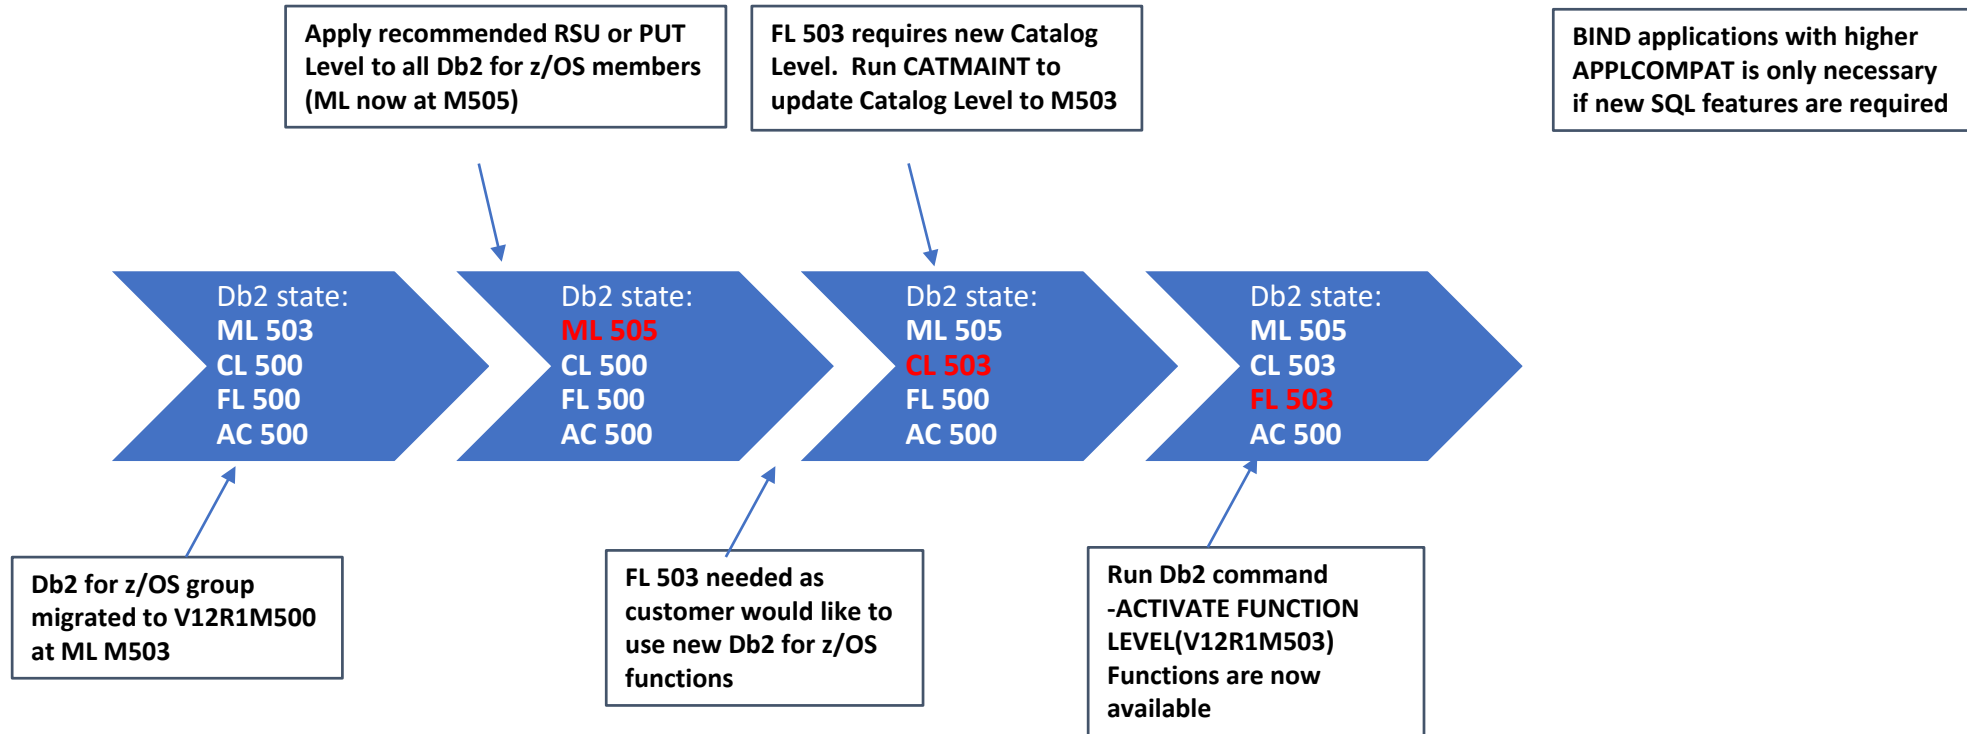 Apply recommended RSU or PUT
Level to all Db2 for z/OS members
(ML now at M505)
FL 503 requires new Catalog
Level.  Run CATMAINT to
update Catalog Level to M503
BIND applications with higher
APPLCOMPAT is only necessary
if new SQL features are required
Db2 state:
ML 503
CL 500
FL 500
AC 500
Db2 state:
ML 505
CL 500
FL 500
AC 500
Db2 state:
ML 505
CL 503
FL 500
AC 500
Db2 state:
ML 505
CL 503
FL 503
AC 500
Db2 for z/OS group
migrated to V12R1M500
at ML M503
FL 503 needed as
customer would like to
use new Db2 for z/OS
functions
Run Db2 command
-ACTIVATE FUNCTION
LEVEL(V12R1M503)
Functions are now
available